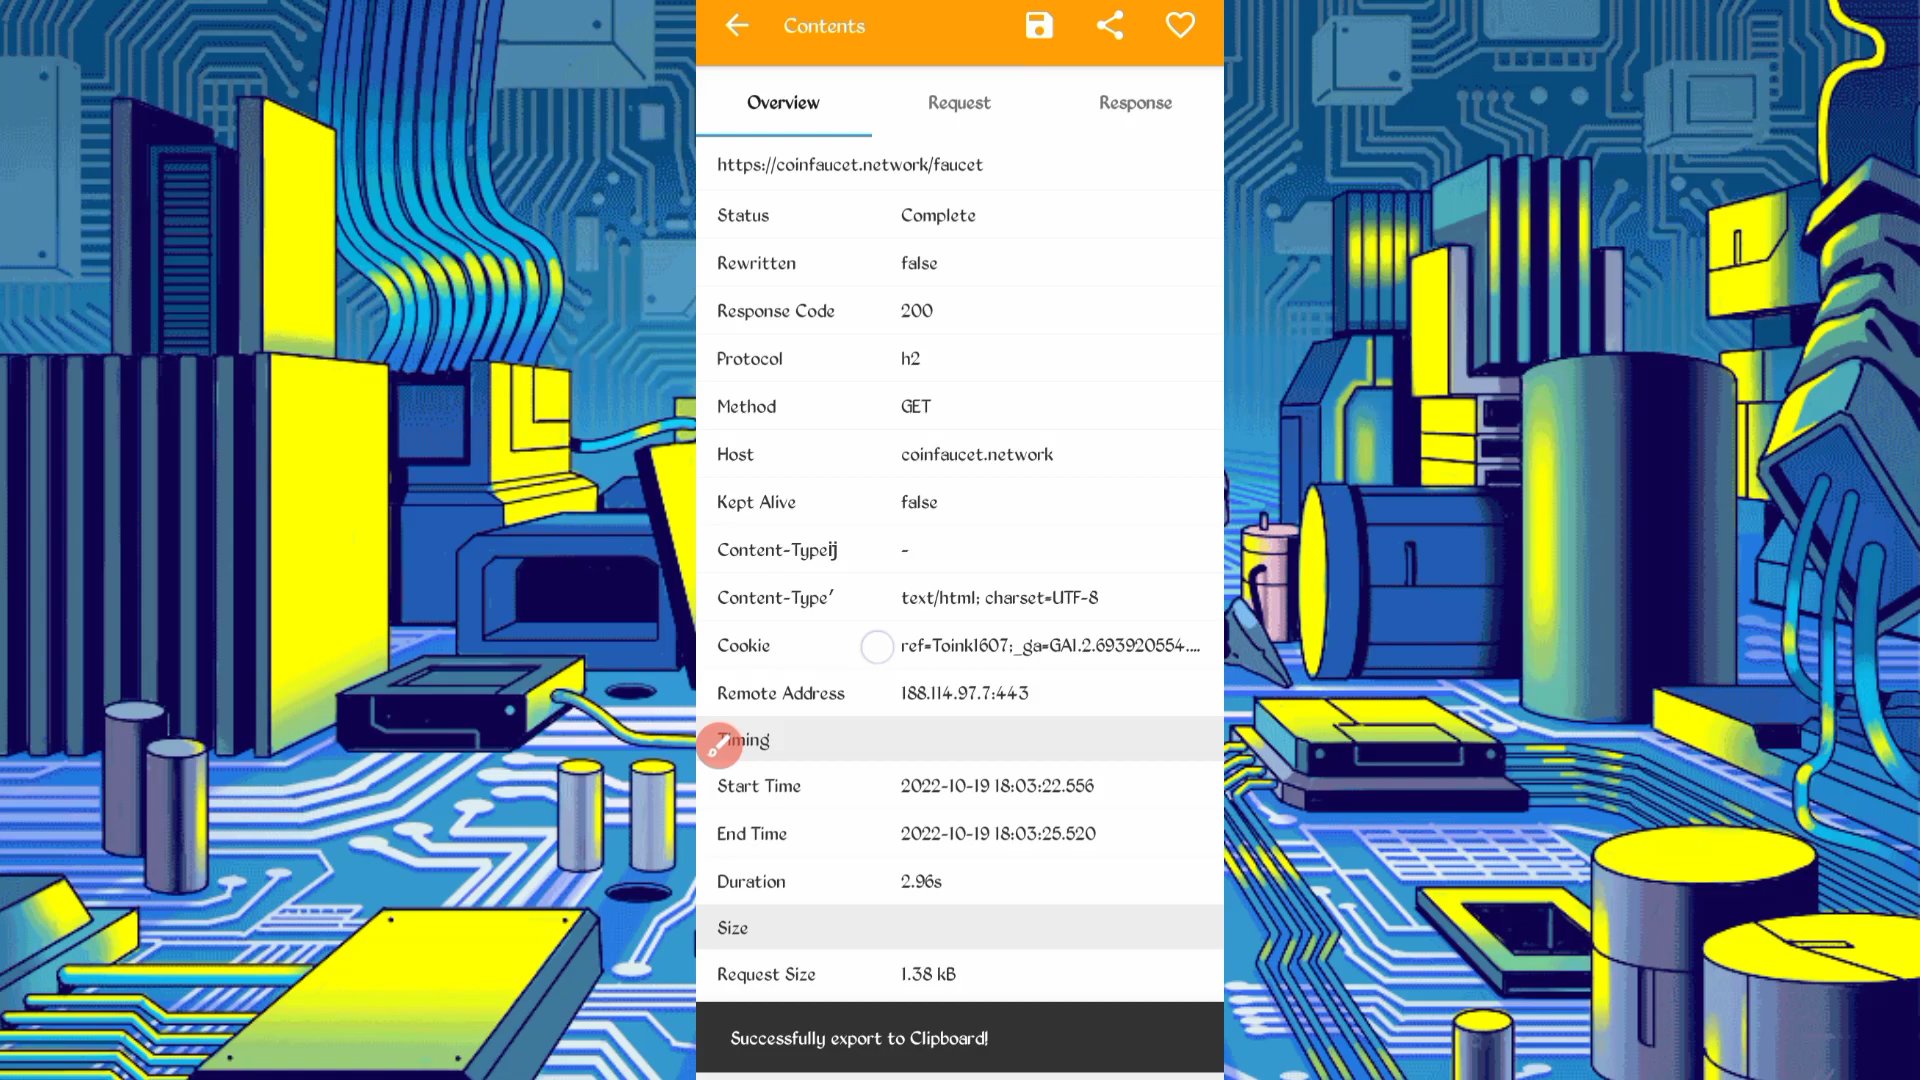 Contents
Overview Request Response
https://coinfaucet.network/faucet
Status Complete
Rewritten false
Response Code 200
Protocol h2
Method GET
Host coinfaucet.network
Kept Alive false
Content-Typeij -
Content-Type′ text/html; charset=UTF-8
Cookie ref=Toink1607;_ga=GA1.2.693920554....
Remote Address 188.114.97.7:443
Timing
Start Time 2022-10-19 18:03:22.556
End Time 2022-10-19 18:03:25.520
Duration 2.96s
Size
Request Size 1.38 kB
Successfully export to Clipboard!